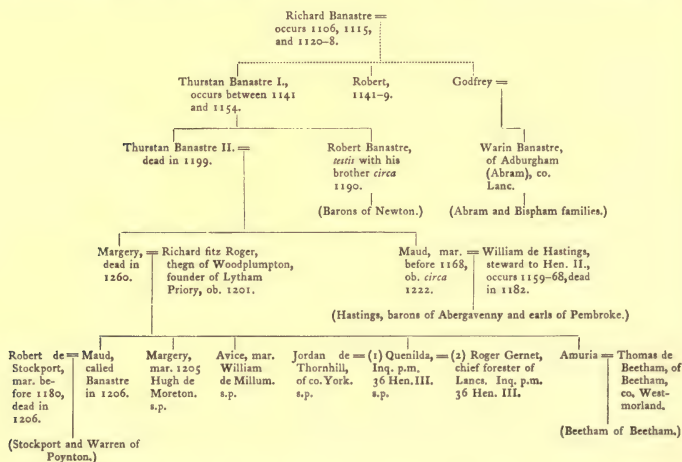 Richard Banastre =
occurs 1106, 1115,
and 1120–8.
Thurstan Banastre I.,
occurs between 1141
and 1154.
Robert,
1141–9.
Godfrey =
Thurstan Banastre II. =
dead in 1199.
Robert Banastre,
testis with his
brother circa
1190.
(Barons of Newton.)
Warin Banastre,
of Adburgham
(Abram), co.
Lanc.
(Abram and Bispham families.)
Margery, =
dead in
1260.
Richard fitz Roger,
thegn of Woodplumpton,
founder of Lytham
Priory, ob. 1201.
Maud, mar. =
before 1168,
ob. circa
1222.
William de Hastings,
steward to Hen. II.,
occurs 1159–68, dead
in 1182.
(Hastings, barons of Abergavenny and earls of Pembroke.)
Robert de =
Stockport,
mar. be-
fore 1180,
dead in
1206.
Maud,
called
Banastre
in 1206.
(Stockport and Warren of
Poynton.)
Margery,
mar. 1205
Hugh de
Moreton.
s.p.
Avice, mar.
William
de Millum.
s.p.
Jordan de =
Thornhill,
of co. York.
s.p.
(1) Quenilda, =
Inq. p.m.
36 Hen. III.
s.p.
(2) Roger Gernet,
chief forester of
Lancs. Inq. p.m.
36 Hen. III.
Amuria =
Thomas de
Beetham, of
Beetham,
co. West-
morland.
(Beetham of Beetham.)